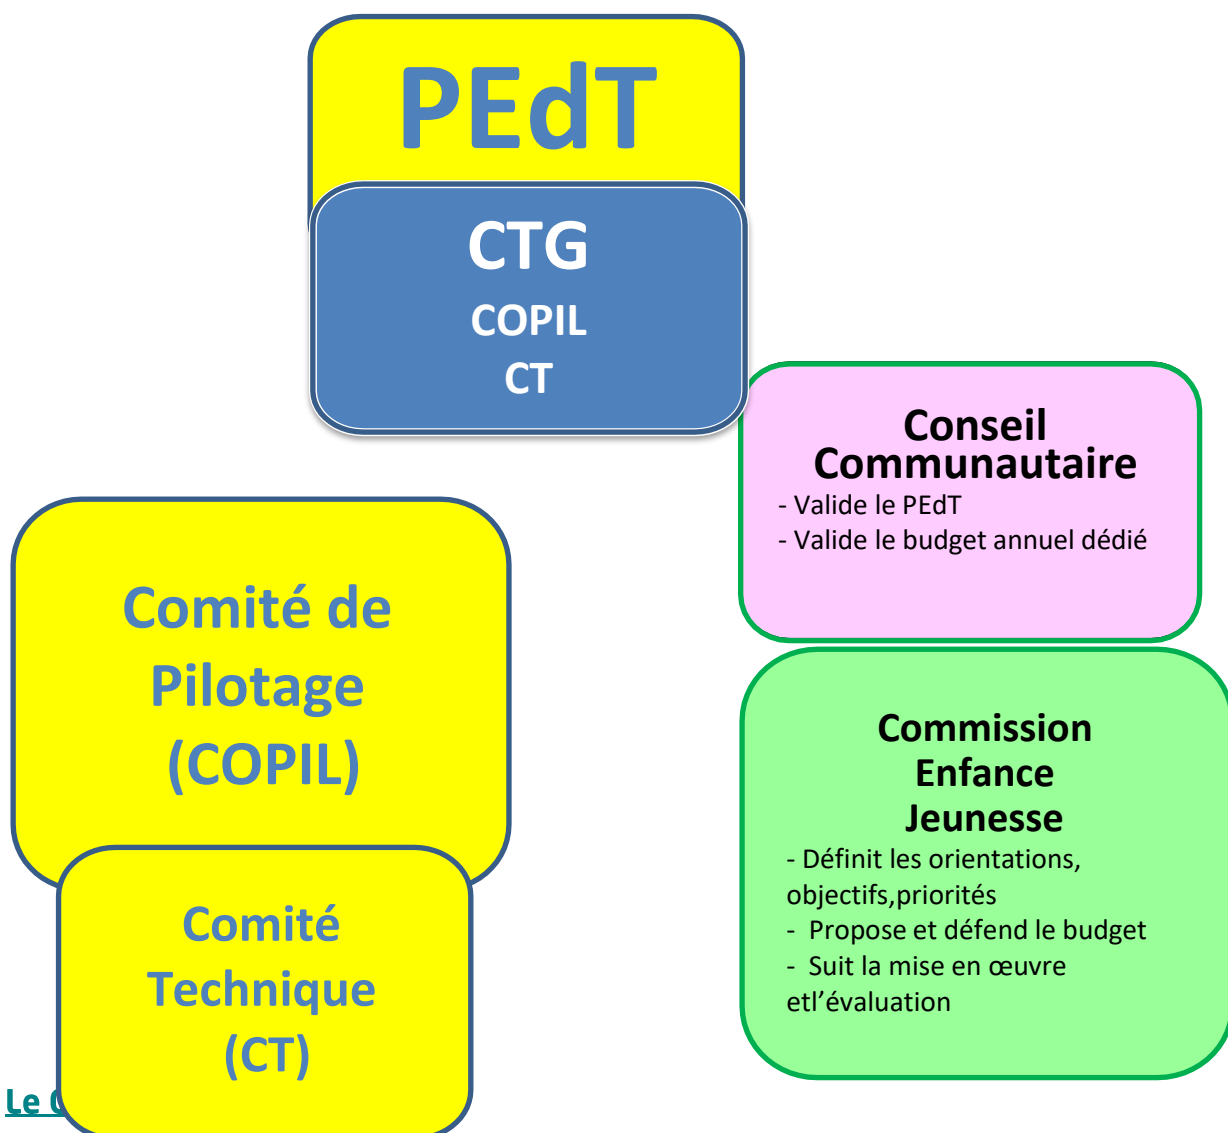 PEdT
CTG
COPIL
CT
Conseil
Communautaire
- Valide le PEdT
- Valide le budget annuel dédié
Comité de
Pilotage
(COPIL)
Commission
Enfance
Jeunesse
- Définit les orientations,
objectifs,priorités
- Propose et défend le budget
- Suit la mise en œuvre
etl’évaluation
Comité
Technique
(CT)
Le